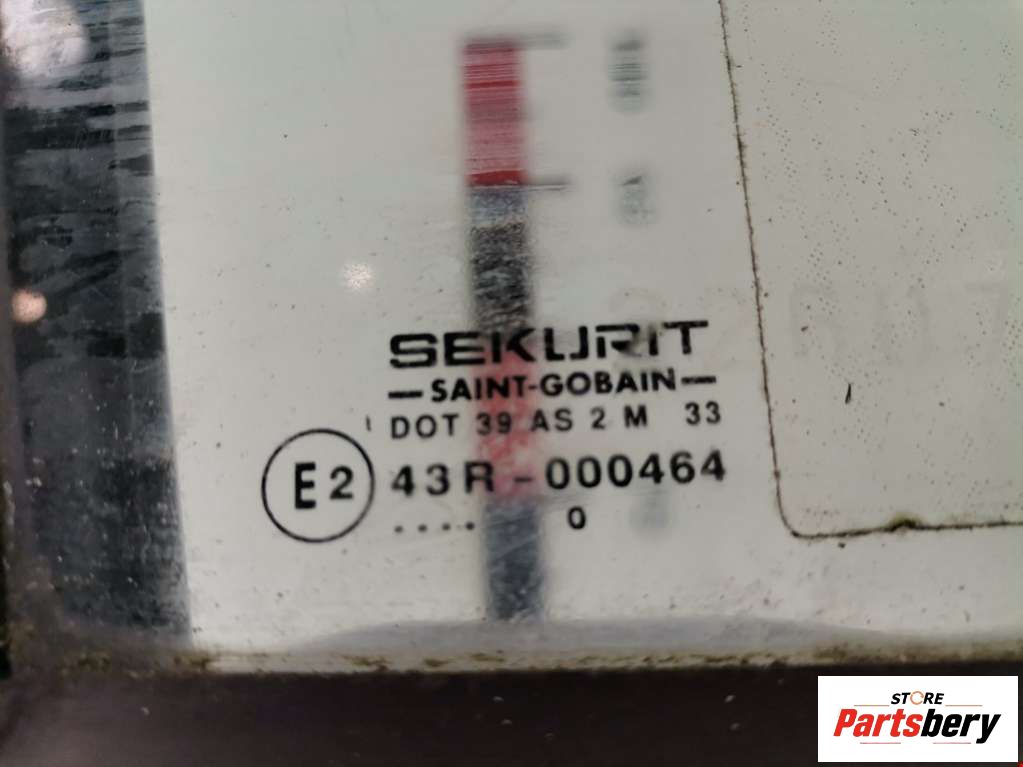 SEKURIT
SAINT-GOBAIN
DOT 39 AS 2 M 33
E2 43R-000464
.... 0
STORE
Partsbery